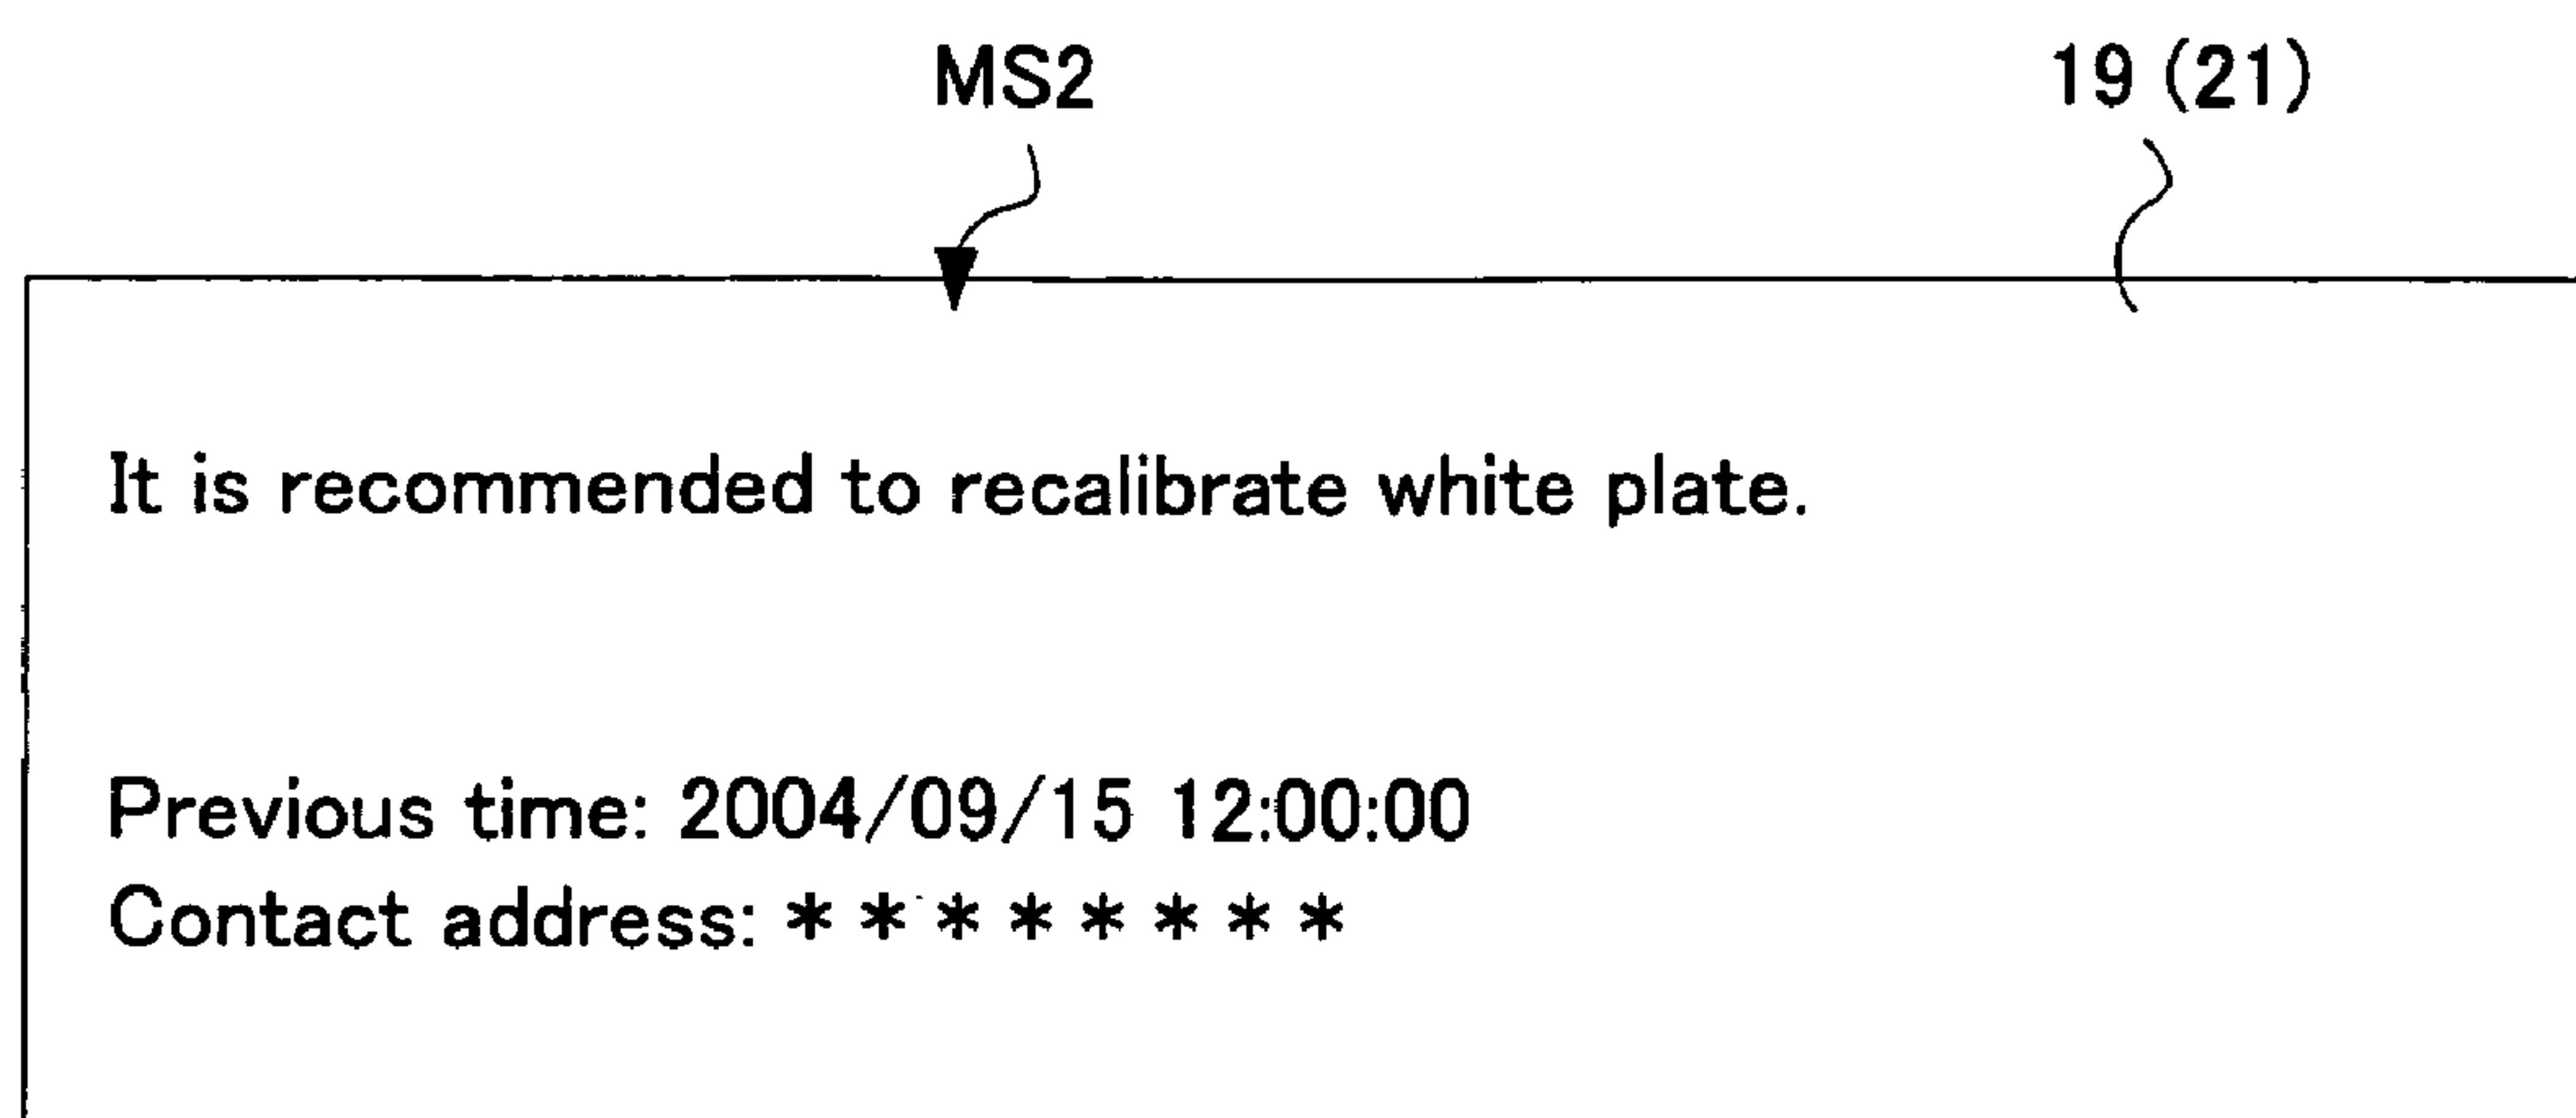 MS2 19 (21)
It is recommended to recalibrate white plate.
Previous time: 2004/09/15 12:00:00
Contact address: * * * * * * * *